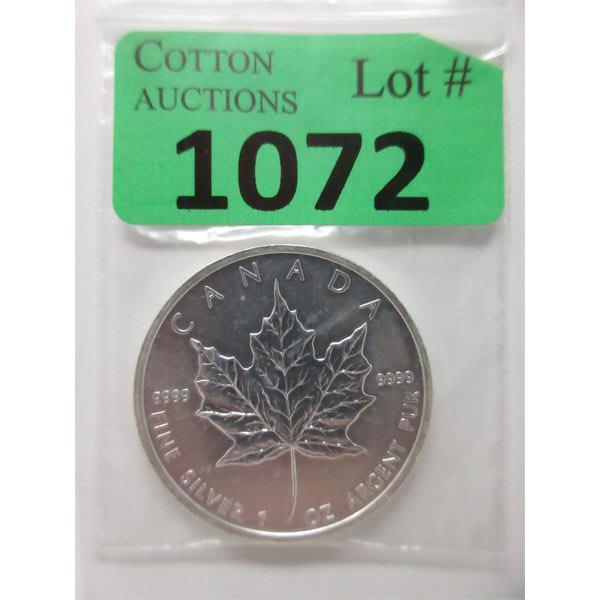 COTTON
AUCTIONS
Lot #
1072
CANADA
9999
9999
FINE SILVER 1 OZ ARGENT PUR